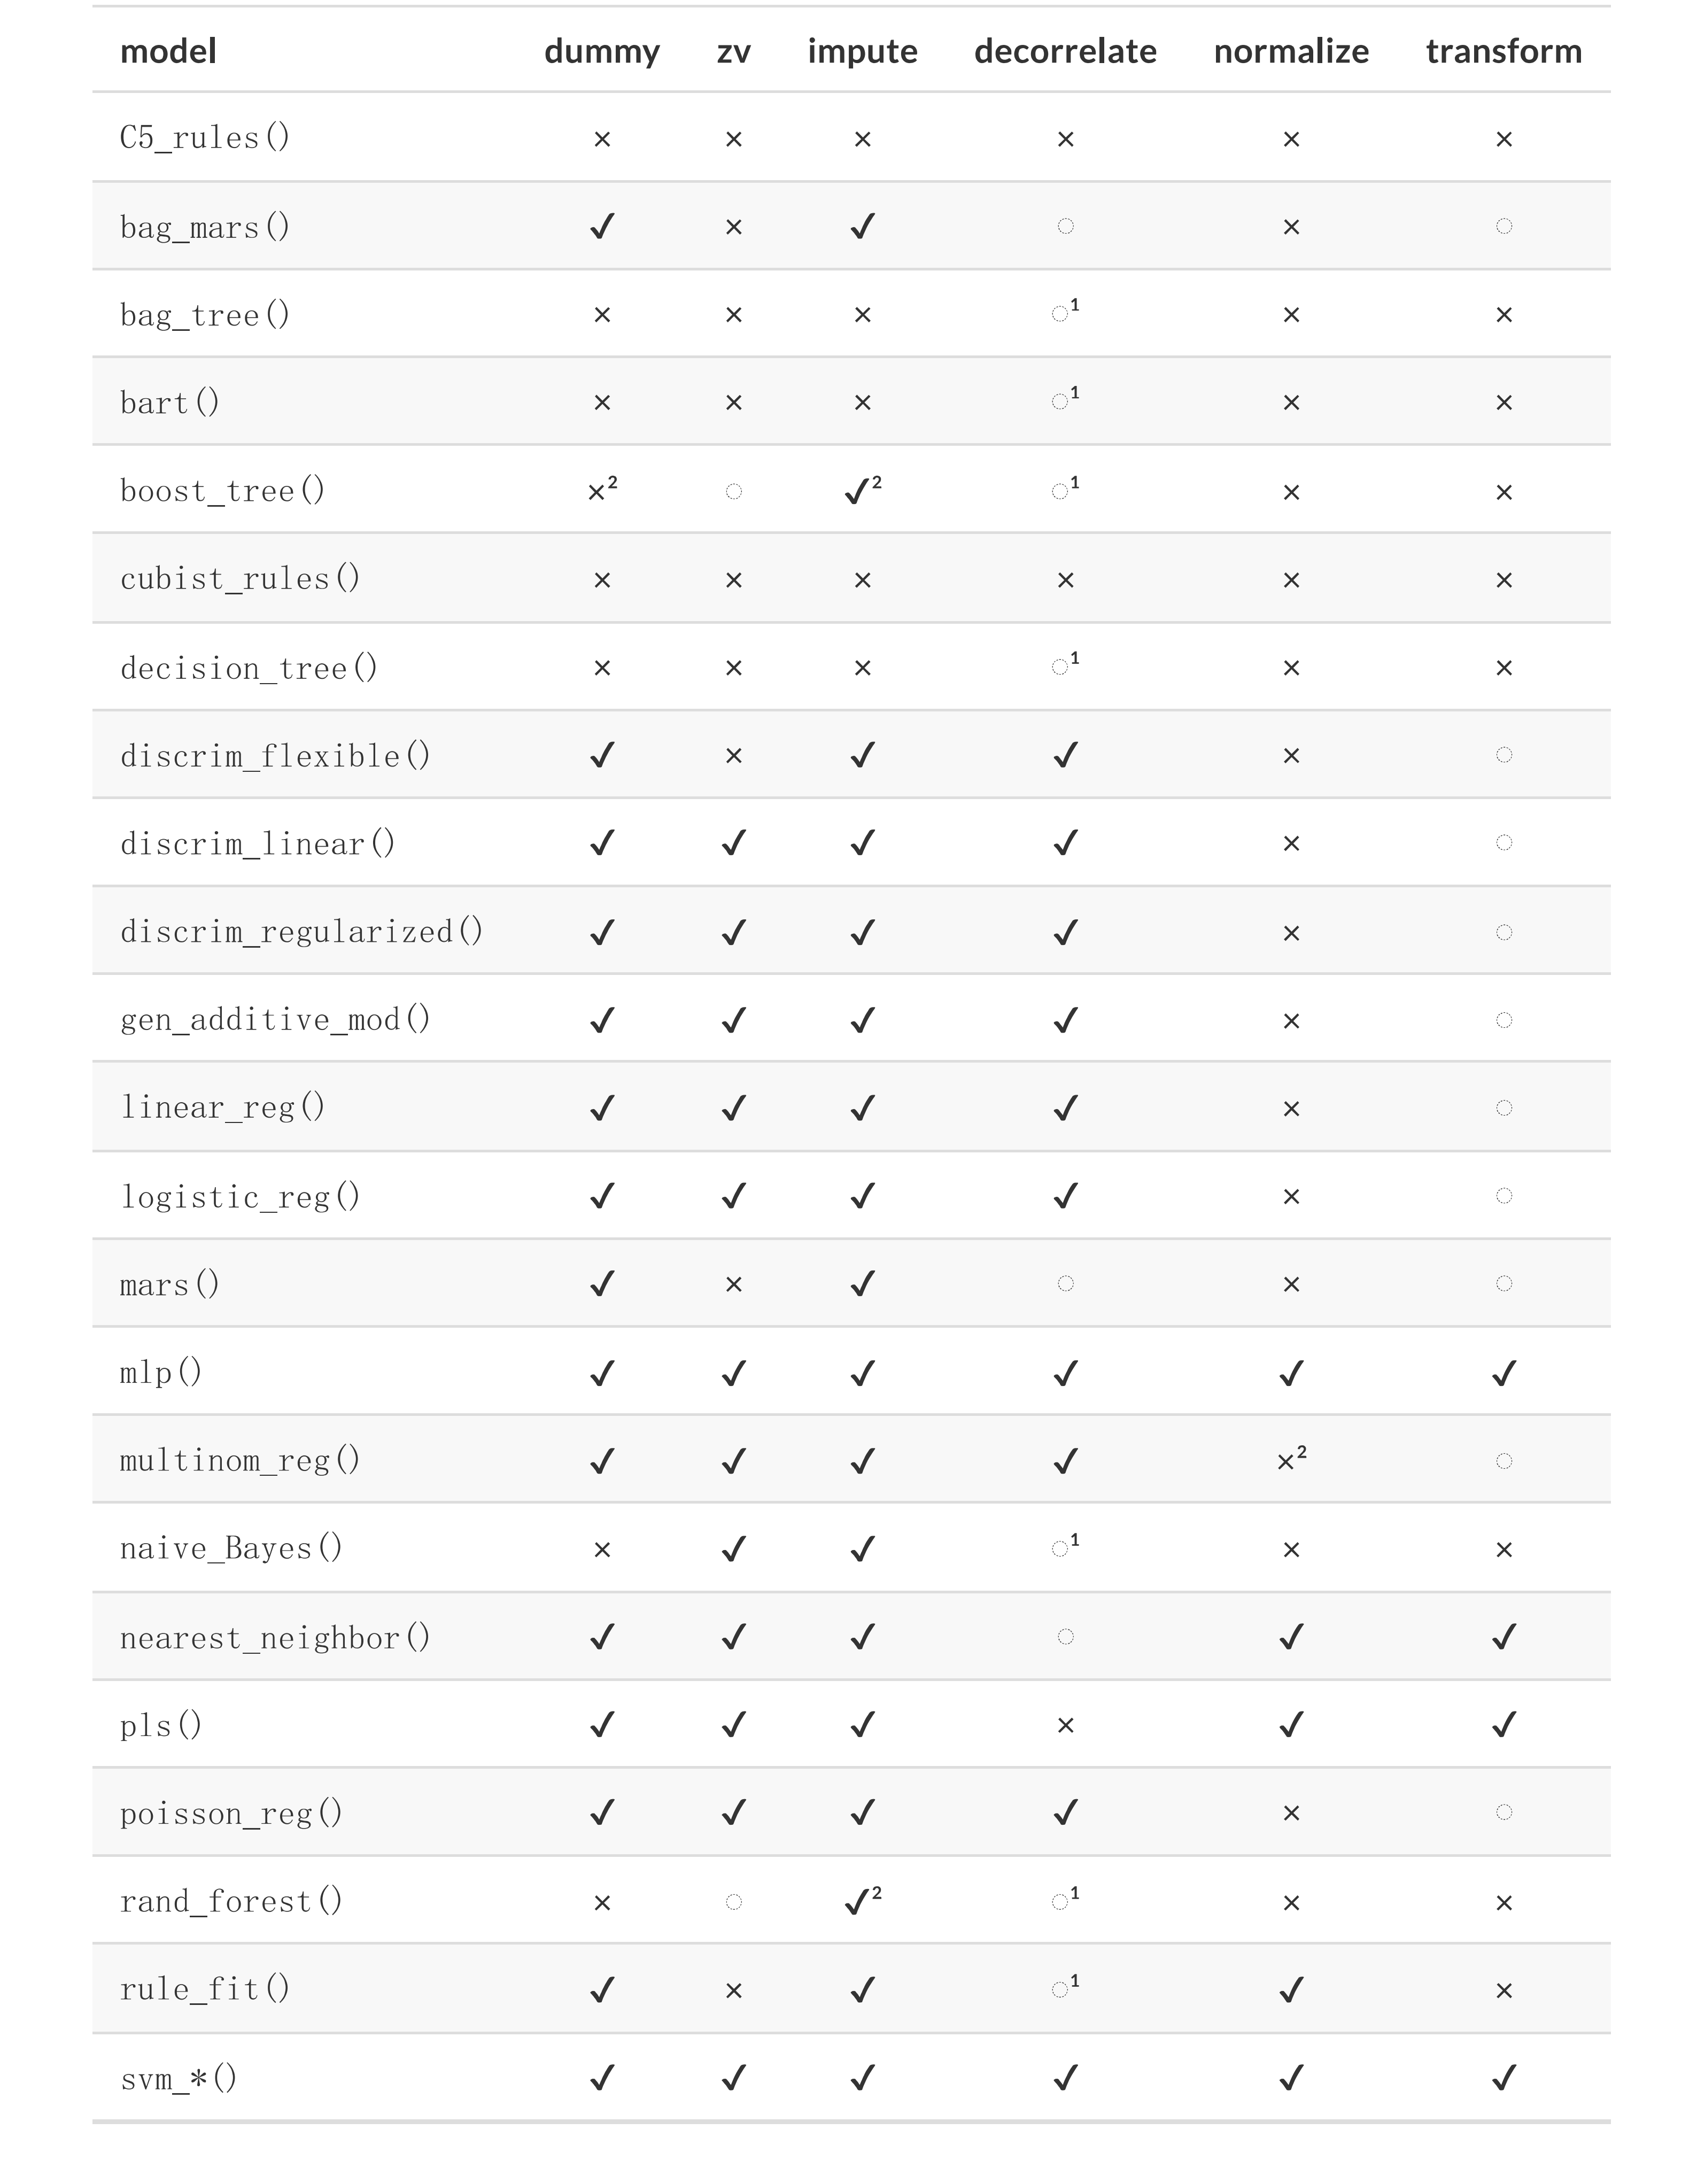 model dummy zv impute decorrelate normalize transform
C5_rules() × × × × × ×
bag_mars() ✓ × ✓ ◌ × ◌
bag_tree() × × × ◌¹ × ×
bart() × × × ◌¹ × ×
boost_tree() ײ ◌ ✓² ◌¹ × ×
cubist_rules() × × × × × ×
decision_tree() × × × ◌¹ × ×
discrim_flexible() ✓ × ✓ ✓ × ◌
discrim_linear() ✓ ✓ ✓ ✓ × ◌
discrim_regularized() ✓ ✓ ✓ ✓ × ◌
gen_additive_mod() ✓ ✓ ✓ ✓ × ◌
linear_reg() ✓ ✓ ✓ ✓ × ◌
logistic_reg() ✓ ✓ ✓ ✓ × ◌
mars() ✓ × ✓ ◌ × ◌
mlp() ✓ ✓ ✓ ✓ ✓ ✓
multinom_reg() ✓ ✓ ✓ ✓ ײ ◌
naive_Bayes() × ✓ ✓ ◌¹ × ×
nearest_neighbor() ✓ ✓ ✓ ◌ ✓ ✓
pls() ✓ ✓ ✓ × ✓ ✓
poisson_reg() ✓ ✓ ✓ ✓ × ◌
rand_forest() × ◌ ✓² ◌¹ × ×
rule_fit() ✓ × ✓ ◌¹ ✓ ×
svm_*() ✓ ✓ ✓ ✓ ✓ ✓